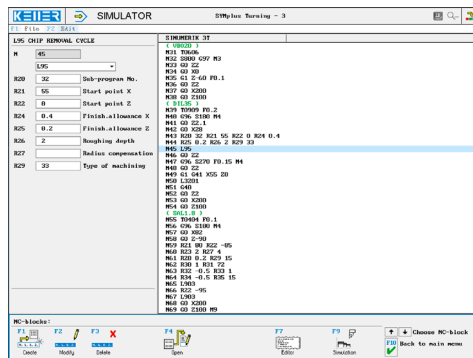 KELLER SIMULATOR SYMplus Turning - 3
F1 File F2 Edit
L95 CHIP REMOVAL CYCLE
N 45
L95
R20 32 Sub-program No.
R21 55 Start point X
R22 0 Start point Z
R24 0.4 Finish.allowance X
R25 0.2 Finish.allowance Z
R26 2 Roughing depth
R27 Radius compensation
R29 33 Type of machining
SINUMERIK 3T
( VD020 )
N31 T0606
N32 S800 G97 M3
N33 G0 Z2
N34 G0 X0
N35 G1 Z-60 F0.1
N36 G0 Z2
N37 G0 X200
N38 G0 Z100
( DIL35 )
N39 T0909 F0.2
N40 G96 S180 M4
N41 G0 Z2.1
N42 G0 X28
N43 R20 32 R21 55 R22 0 R24 0.4
N44 R25 0.2 R26 2 R29 33
N45 L95
N46 G0 Z2
N47 G96 S270 F0.15 M4
N48 G0 Z2
N49 G1 G41 X55 Z0
N50 L3201
N51 G40
N52 G0 Z2
N53 G0 X200
N54 G0 Z100
( SAL1.8 )
N55 T0404 F0.1
N56 G96 S180 M4
N57 G0 X82
N58 G0 Z-90
N59 R21 80 R22 -85
N60 R23 2 R27 4
N61 R28 0.2 R29 15
N62 R30 1 R31 72
N63 R32 -0.5 R33 1
N64 R34 -0.5 R35 15
N65 L903
N66 R22 -95
N67 L903
N68 G0 X200
N69 G0 Z100 M9
NC-blocks:
F1 F2 F3 F4 F7 F9 Choose NC-block
F10 Back to main menu
Create Modify Delete Open Editor Simulation